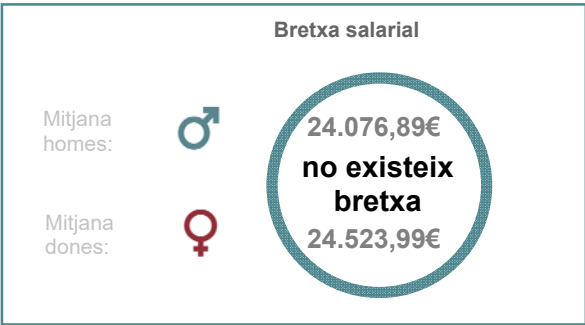 Bretxa salarial
Mitjana
homes:
24.076,89€
no existeix
bretxa
Mitjana
dones:
24.523,99€